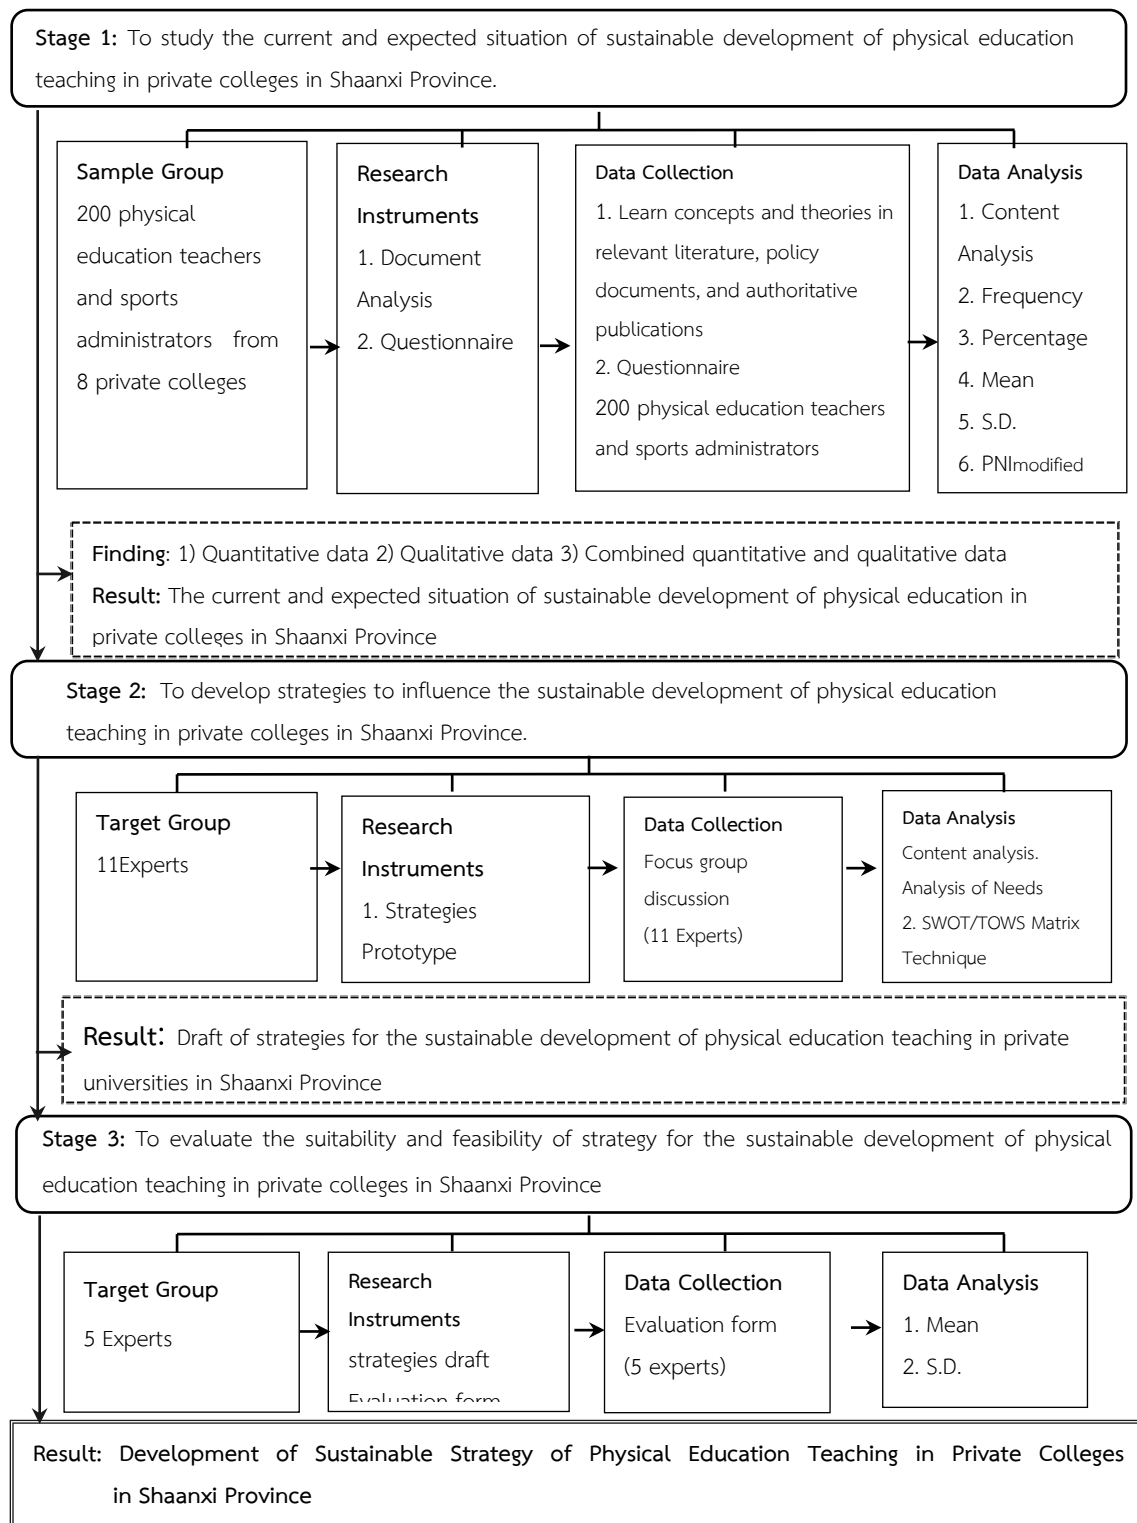 Stage 1: To study the current and expected situation of sustainable development of physical education
teaching in private colleges in Shaanxi Province.
Sample Group
200 physical
education teachers
and sports
administrators from
8 private colleges
Research
Instruments
1. Document
Analysis
2. Questionnaire
Data Collection
1. Learn concepts and theories in
relevant literature, policy
documents, and authoritative
publications
2. Questionnaire
200 physical education teachers
and sports administrators
Data Analysis
1. Content
Analysis
2. Frequency
3. Percentage
4. Mean
5. S.D.
6. PNImodified
Finding: 1) Quantitative data 2) Qualitative data 3) Combined quantitative and qualitative data
Result: The current and expected situation of sustainable development of physical education in
private colleges in Shaanxi Province
Stage 2: To develop strategies to influence the sustainable development of physical education
teaching in private colleges in Shaanxi Province.
Target Group
11Experts
Research
Instruments
1. Strategies
Prototype
Data Collection
Focus group
discussion
(11 Experts)
Data Analysis
Content analysis.
Analysis of Needs
2. SWOT/TOWS Matrix
Technique
Result: Draft of strategies for the sustainable development of physical education teaching in private
universities in Shaanxi Province
Stage 3: To evaluate the suitability and feasibility of strategy for the sustainable development of physical
education teaching in private colleges in Shaanxi Province
Target Group
5 Experts
Research
Instruments
strategies draft
Evaluation form
Data Collection
Evaluation form
(5 experts)
Data Analysis
1. Mean
2. S.D.
Result: Development of Sustainable Strategy of Physical Education Teaching in Private Colleges
in Shaanxi Province